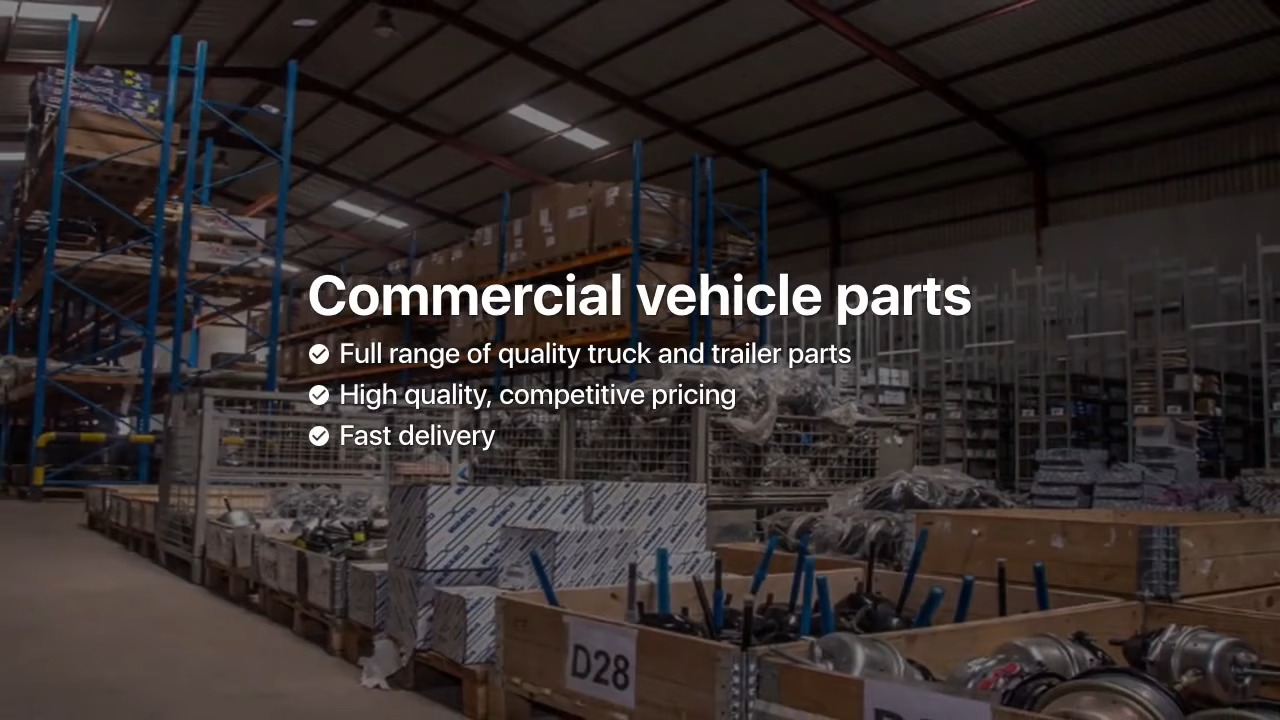 Commercial vehicle parts
Full range of quality truck and trailer parts
High quality, competitive pricing
Fast delivery
D28